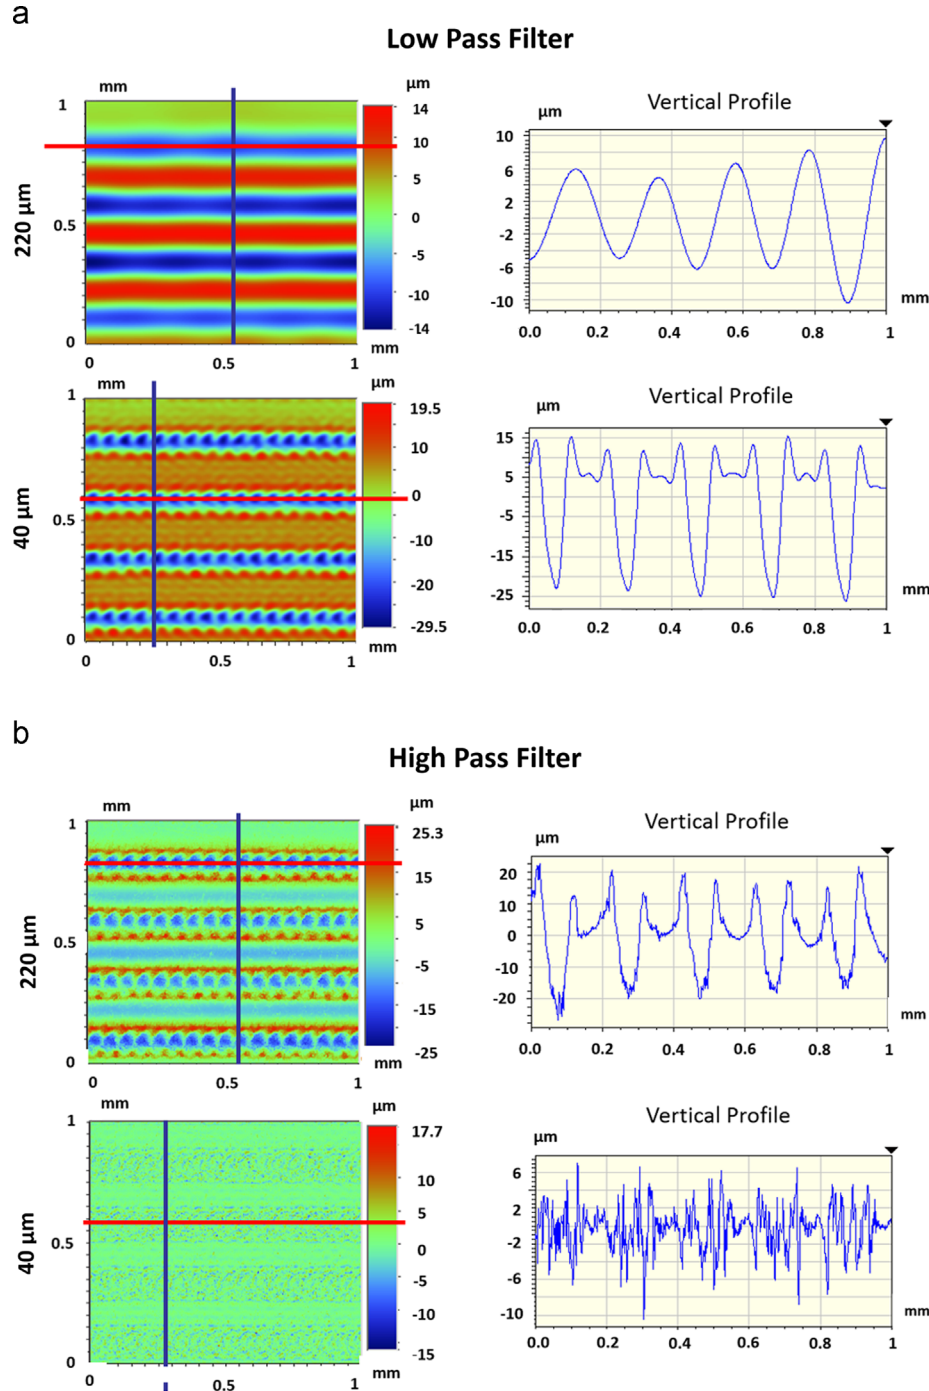 a
Low Pass Filter
mm
µm
1
0.5
0
220 µm
14
10
5
0
-5
-10
-14
mm
0
0.5
1
Vertical Profile
µm
10
6
2
-2
-6
-10
mm
0.0
0.2
0.4
0.6
0.8
1
mm
µm
1
0.5
0
40 µm
19.5
10
0
-10
-20
-29.5
mm
0
0.5
1
Vertical Profile
µm
15
5
-5
-15
-25
mm
0.0
0.2
0.4
0.6
0.8
1
b
High Pass Filter
mm
µm
1
0.5
0
220 µm
25.3
15
5
-5
-15
-25
mm
0
0.5
1
Vertical Profile
µm
20
10
0
-10
-20
mm
0.0
0.2
0.4
0.6
0.8
1
mm
µm
1
0.5
0
40 µm
17.7
10
5
0
-5
-10
-15
mm
0
0.5
1
Vertical Profile
µm
6
2
-2
-6
-10
mm
0.0
0.2
0.4
0.6
0.8
1